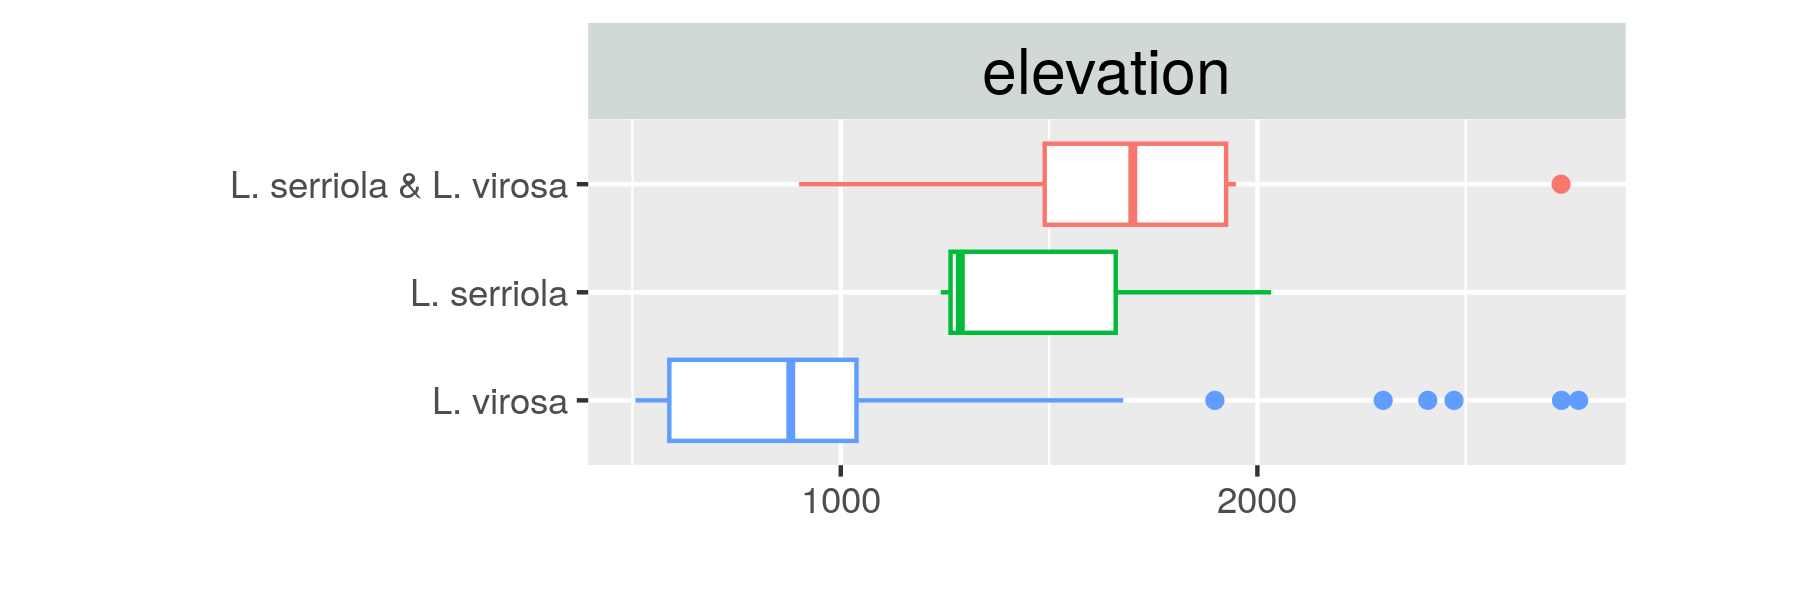 elevation
L. serriola & L. virosa
L. serriola
L. virosa
1000 2000